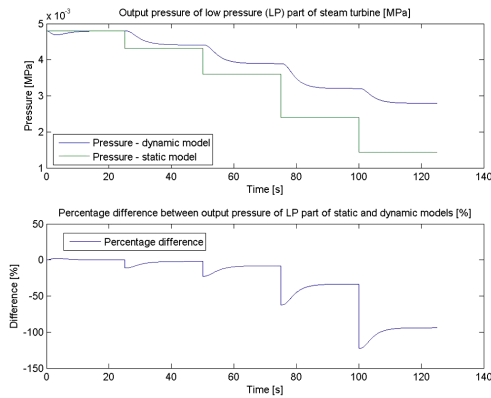 Output pressure of low pressure (LP) part of steam turbine [MPa]
x 10^-3
5
4
3
2
1
Pressure [MPa]
Pressure - dynamic model
Pressure - static model
0 20 40 60 80 100 120 140
Time [s]
Percentage difference between output pressure of LP part of static and dynamic models [%]
50
0
-50
-100
-150
Difference [%]
Percentage difference
0 20 40 60 80 100 120 140
Time [s]